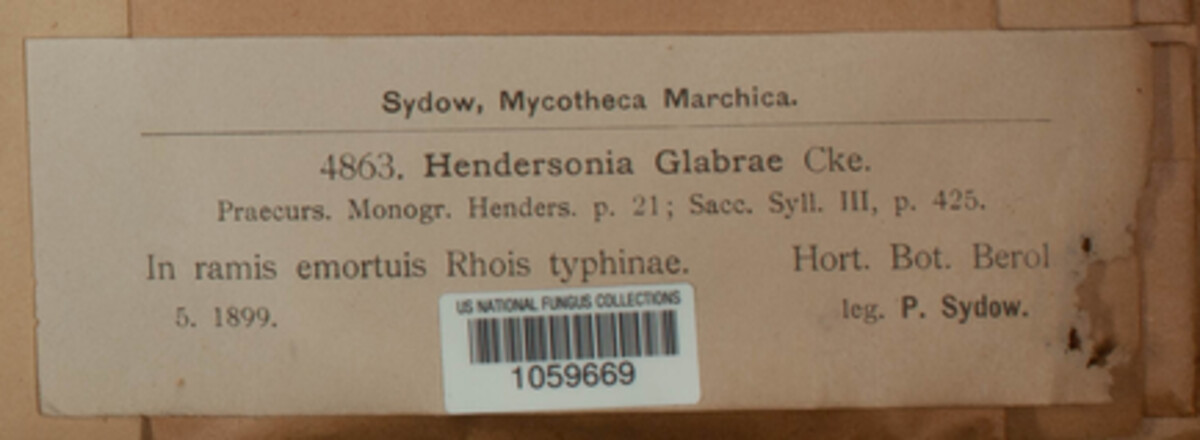 Sydow, Mycotheca Marchica.
4863. Hendersonia Glabrae Cke.
Praecurs. Monogr. Henders. p. 21; Sacc. Syll. III, p. 425.
In ramis emortuis Rhois typhinae. Hort. Bot. Berol
5. 1899. leg. P. Sydow.
US NATIONAL FUNGUS COLLECTIONS
1059669